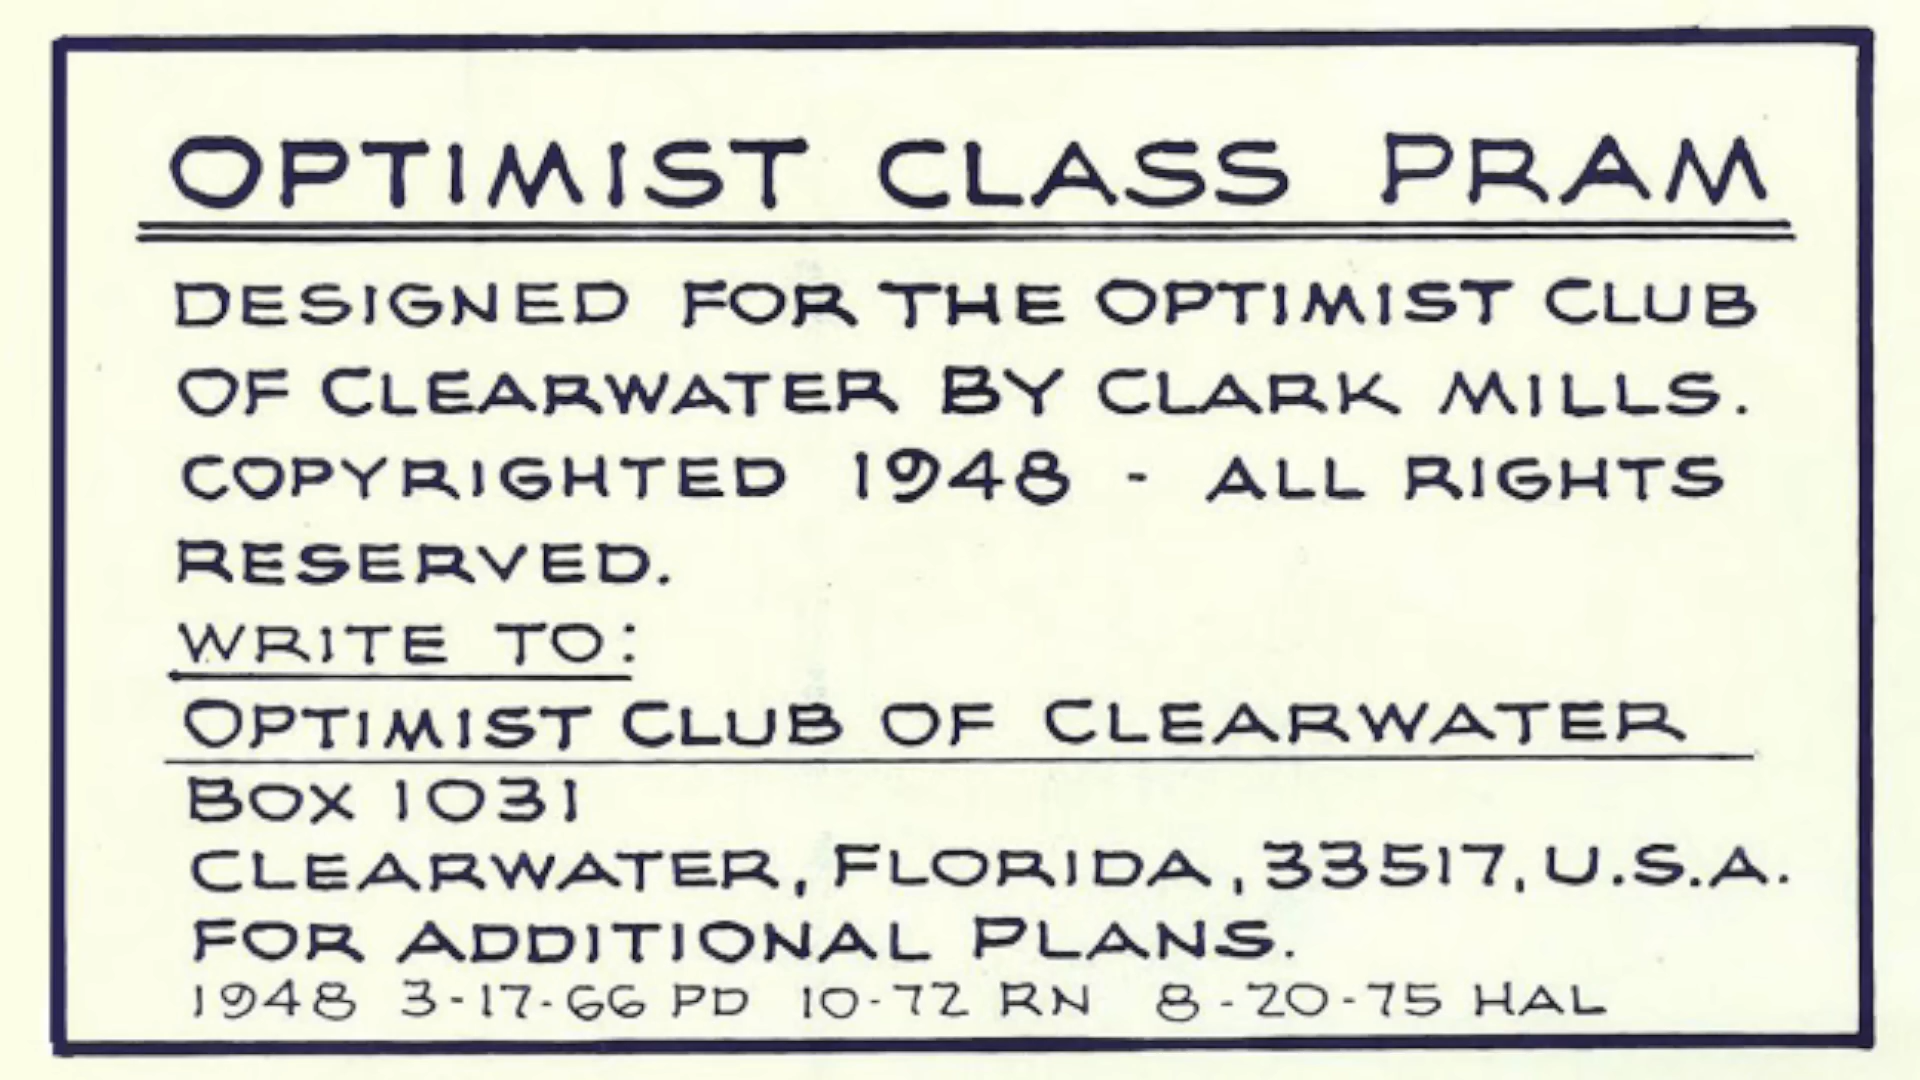 OPTIMIST CLASS PRAM
DESIGNED FOR THE OPTIMIST CLUB
OF CLEARWATER BY CLARK MILLS.
COPYRIGHTED 1948 - ALL RIGHTS
RESERVED.
WRITE TO:
OPTIMIST CLUB OF CLEARWATER
BOX 1031
CLEARWATER, FLORIDA, 33517, U.S.A.
FOR ADDITIONAL PLANS.
1948 3-17-66 PD 10-72 RN 8-20-75 HAL